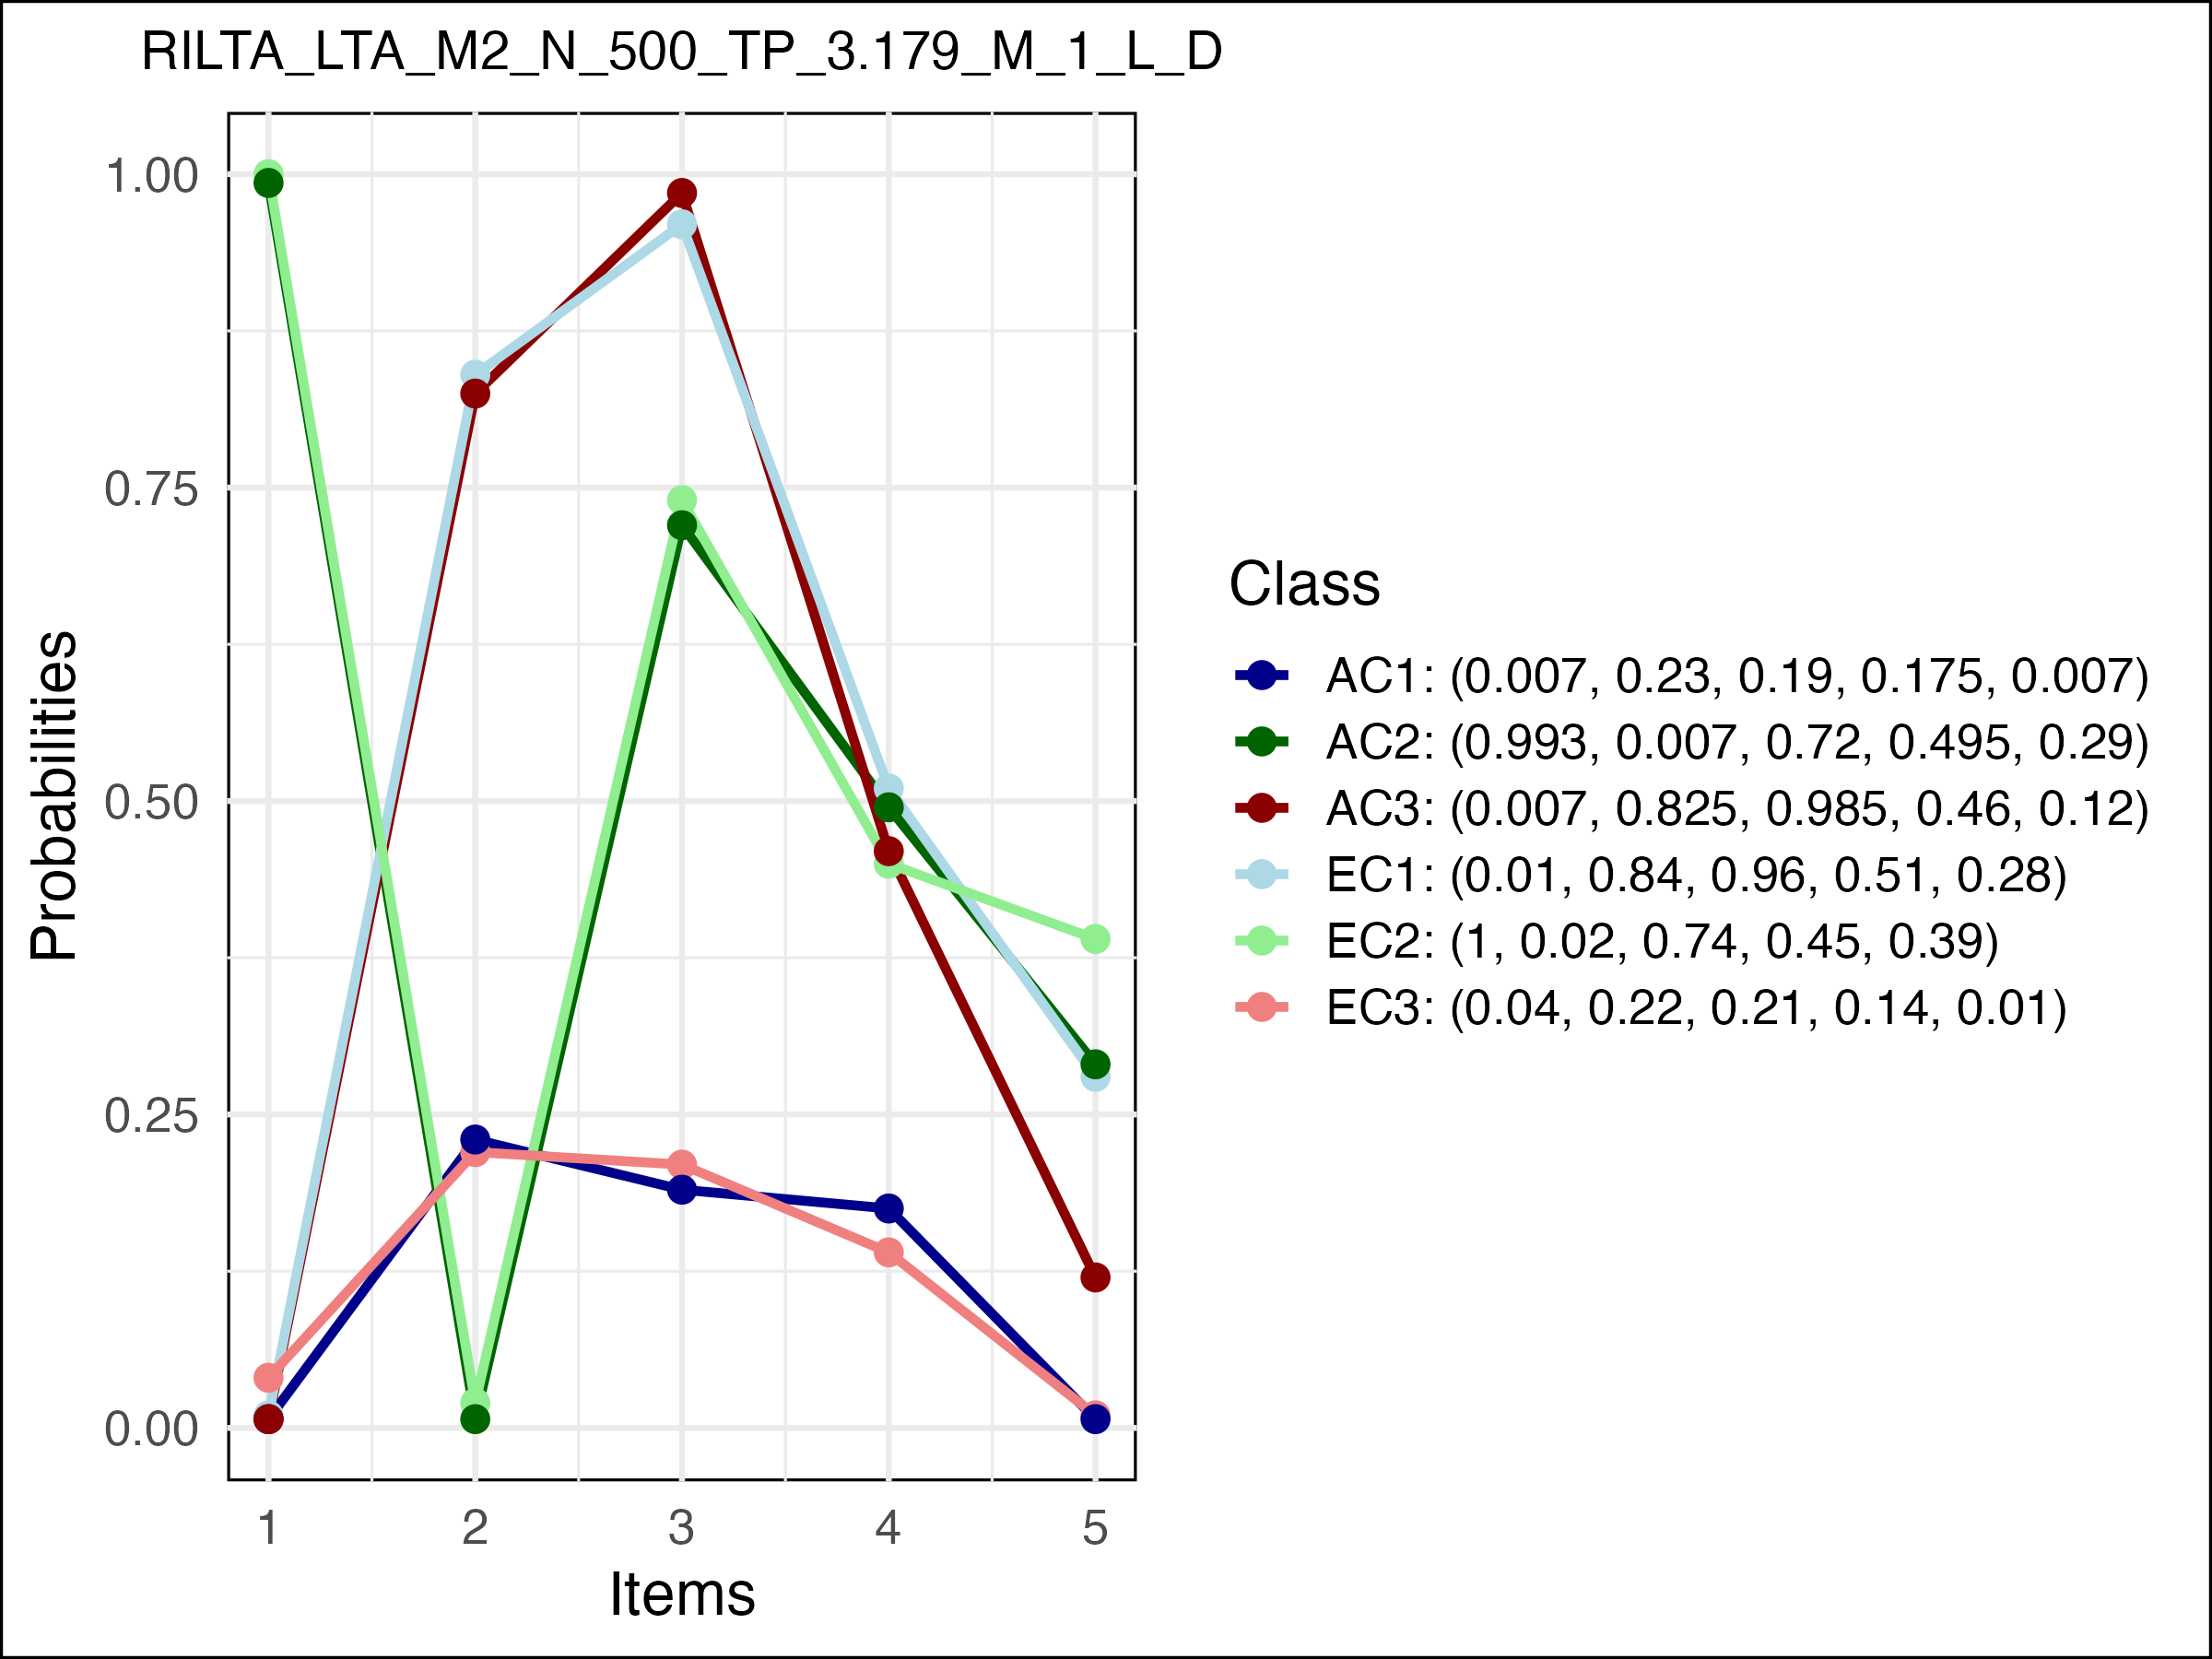 RILTA_LTA_M2_N_500_TP_3.179_M_1_L_D
1.00
0.75
0.50
0.25
0.00
Probabilities
1 2 3 4 5
Items
Class
AC1: (0.007, 0.23, 0.19, 0.175, 0.007)
AC2: (0.993, 0.007, 0.72, 0.495, 0.29)
AC3: (0.007, 0.825, 0.985, 0.46, 0.12)
EC1: (0.01, 0.84, 0.96, 0.51, 0.28)
EC2: (1, 0.02, 0.74, 0.45, 0.39)
EC3: (0.04, 0.22, 0.21, 0.14, 0.01)